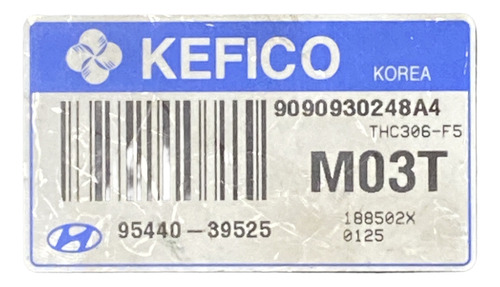 KEFICO KOREA
9090930248A4
THC306-F5
M03T
95440-39525
188502X
0125